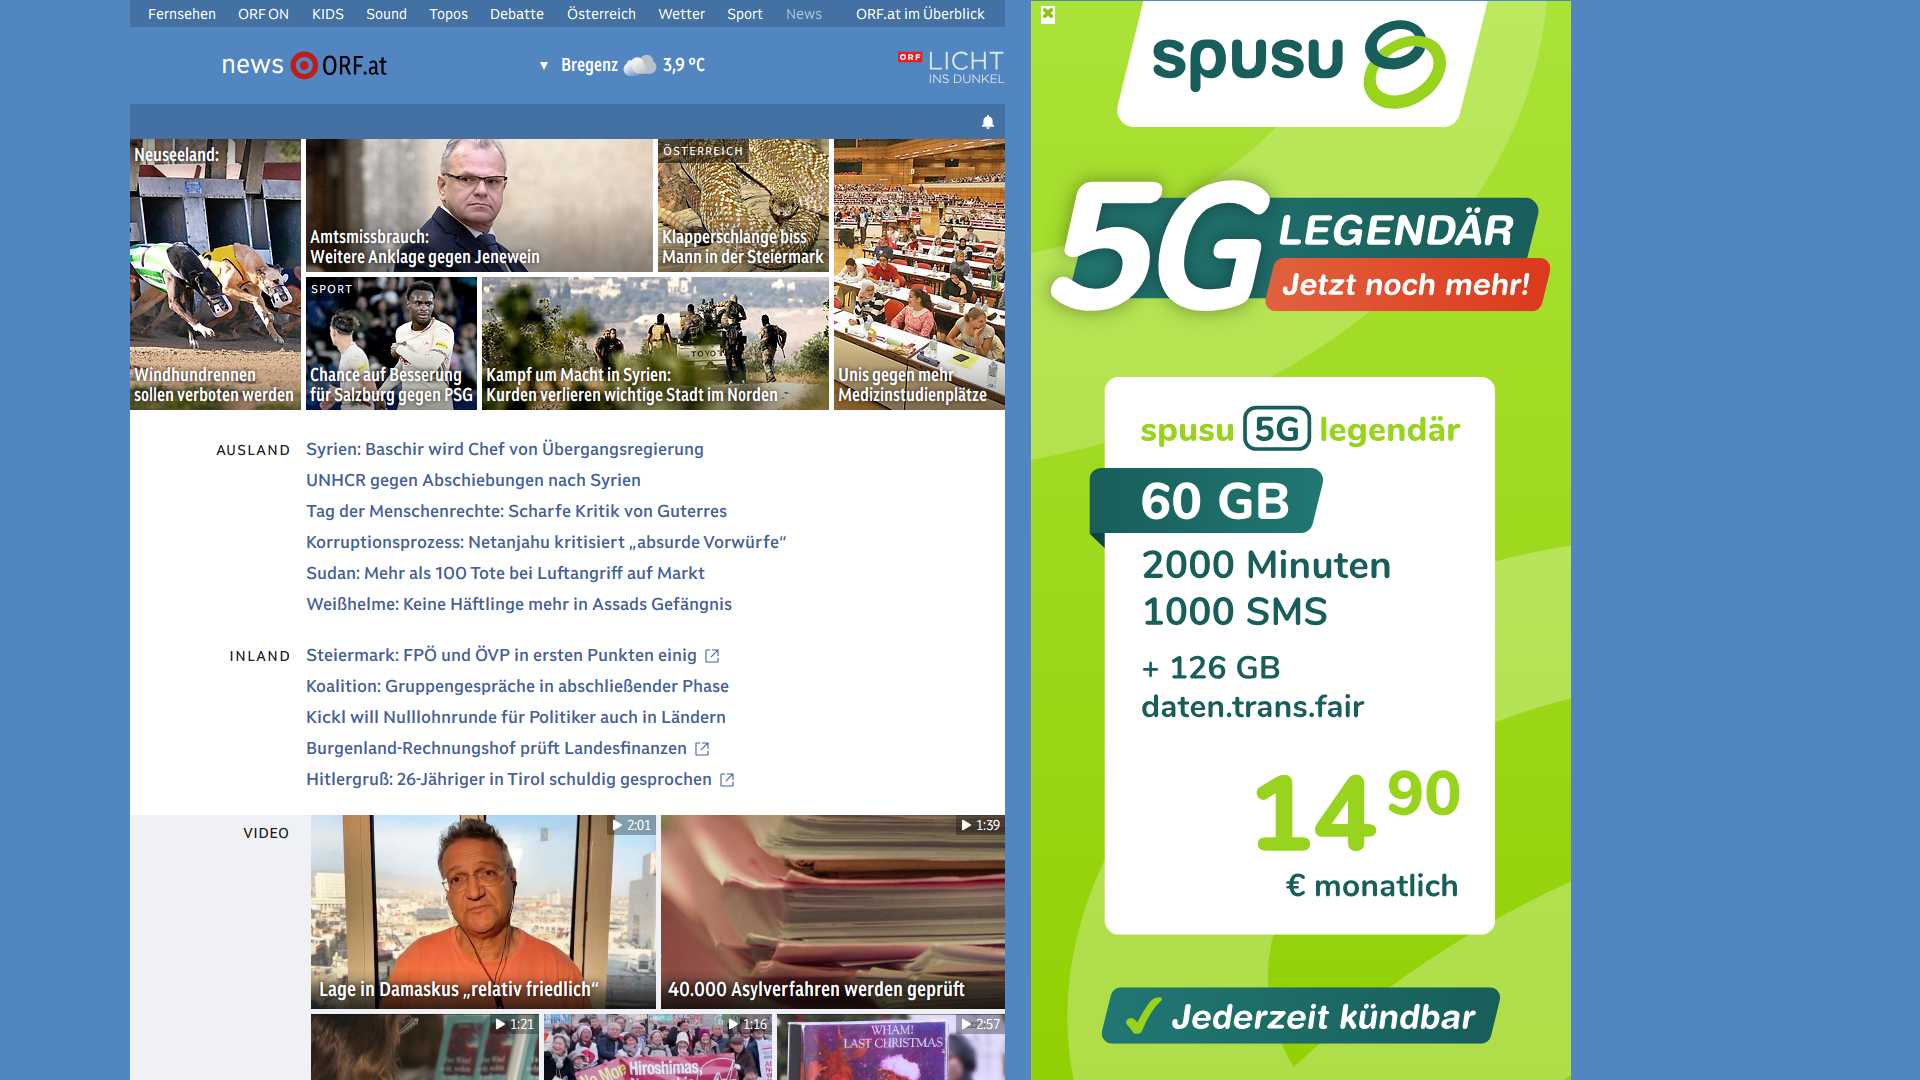 Fernsehen ORF ON KIDS Sound Topos Debatte Österreich Wetter Sport News ORF.at im Überblick
news ORF.at
Bregenz 3,9 °C
ORF LICHT
INS DUNKEL
Neuseeland:
Windhundrennen
sollen verboten werden
Amtsmissbrauch:
Weitere Anklage gegen Jenewein
ÖSTERREICH
Klapperschlange biss
Mann in der Steiermark
SPORT
Chance auf Besserung
für Salzburg gegen PSG
TOYOT
Kampf um Macht in Syrien:
Kurden verlieren wichtige Stadt im Norden
Unis gegen mehr
Medizinstudienplätze
AUSLAND
Syrien: Baschir wird Chef von Übergangsregierung
UNHCR gegen Abschiebungen nach Syrien
Tag der Menschenrechte: Scharfe Kritik von Guterres
Korruptionsprozess: Netanjahu kritisiert „absurde Vorwürfe“
Sudan: Mehr als 100 Tote bei Luftangriff auf Markt
Weißhelme: Keine Häftlinge mehr in Assads Gefängnis
INLAND
Steiermark: FPÖ und ÖVP in ersten Punkten einig
Koalition: Gruppengespräche in abschließender Phase
Kickl will Nulllohnrunde für Politiker auch in Ländern
Burgenland-Rechnungshof prüft Landesfinanzen
Hitlergruß: 26-Jähriger in Tirol schuldig gesprochen
VIDEO
2:01
Lage in Damaskus „relativ friedlich“
1:39
40.000 Asylverfahren werden geprüft
1:21
1:16
No More Hiroshimas,
2:57
WHAM!
LAST CHRISTMAS
spusu
5G LEGENDÄR
Jetzt noch mehr!
spusu 5G legendär
60 GB
2000 Minuten
1000 SMS
+ 126 GB
daten.trans.fair
14 90
€ monatlich
Jederzeit kündbar